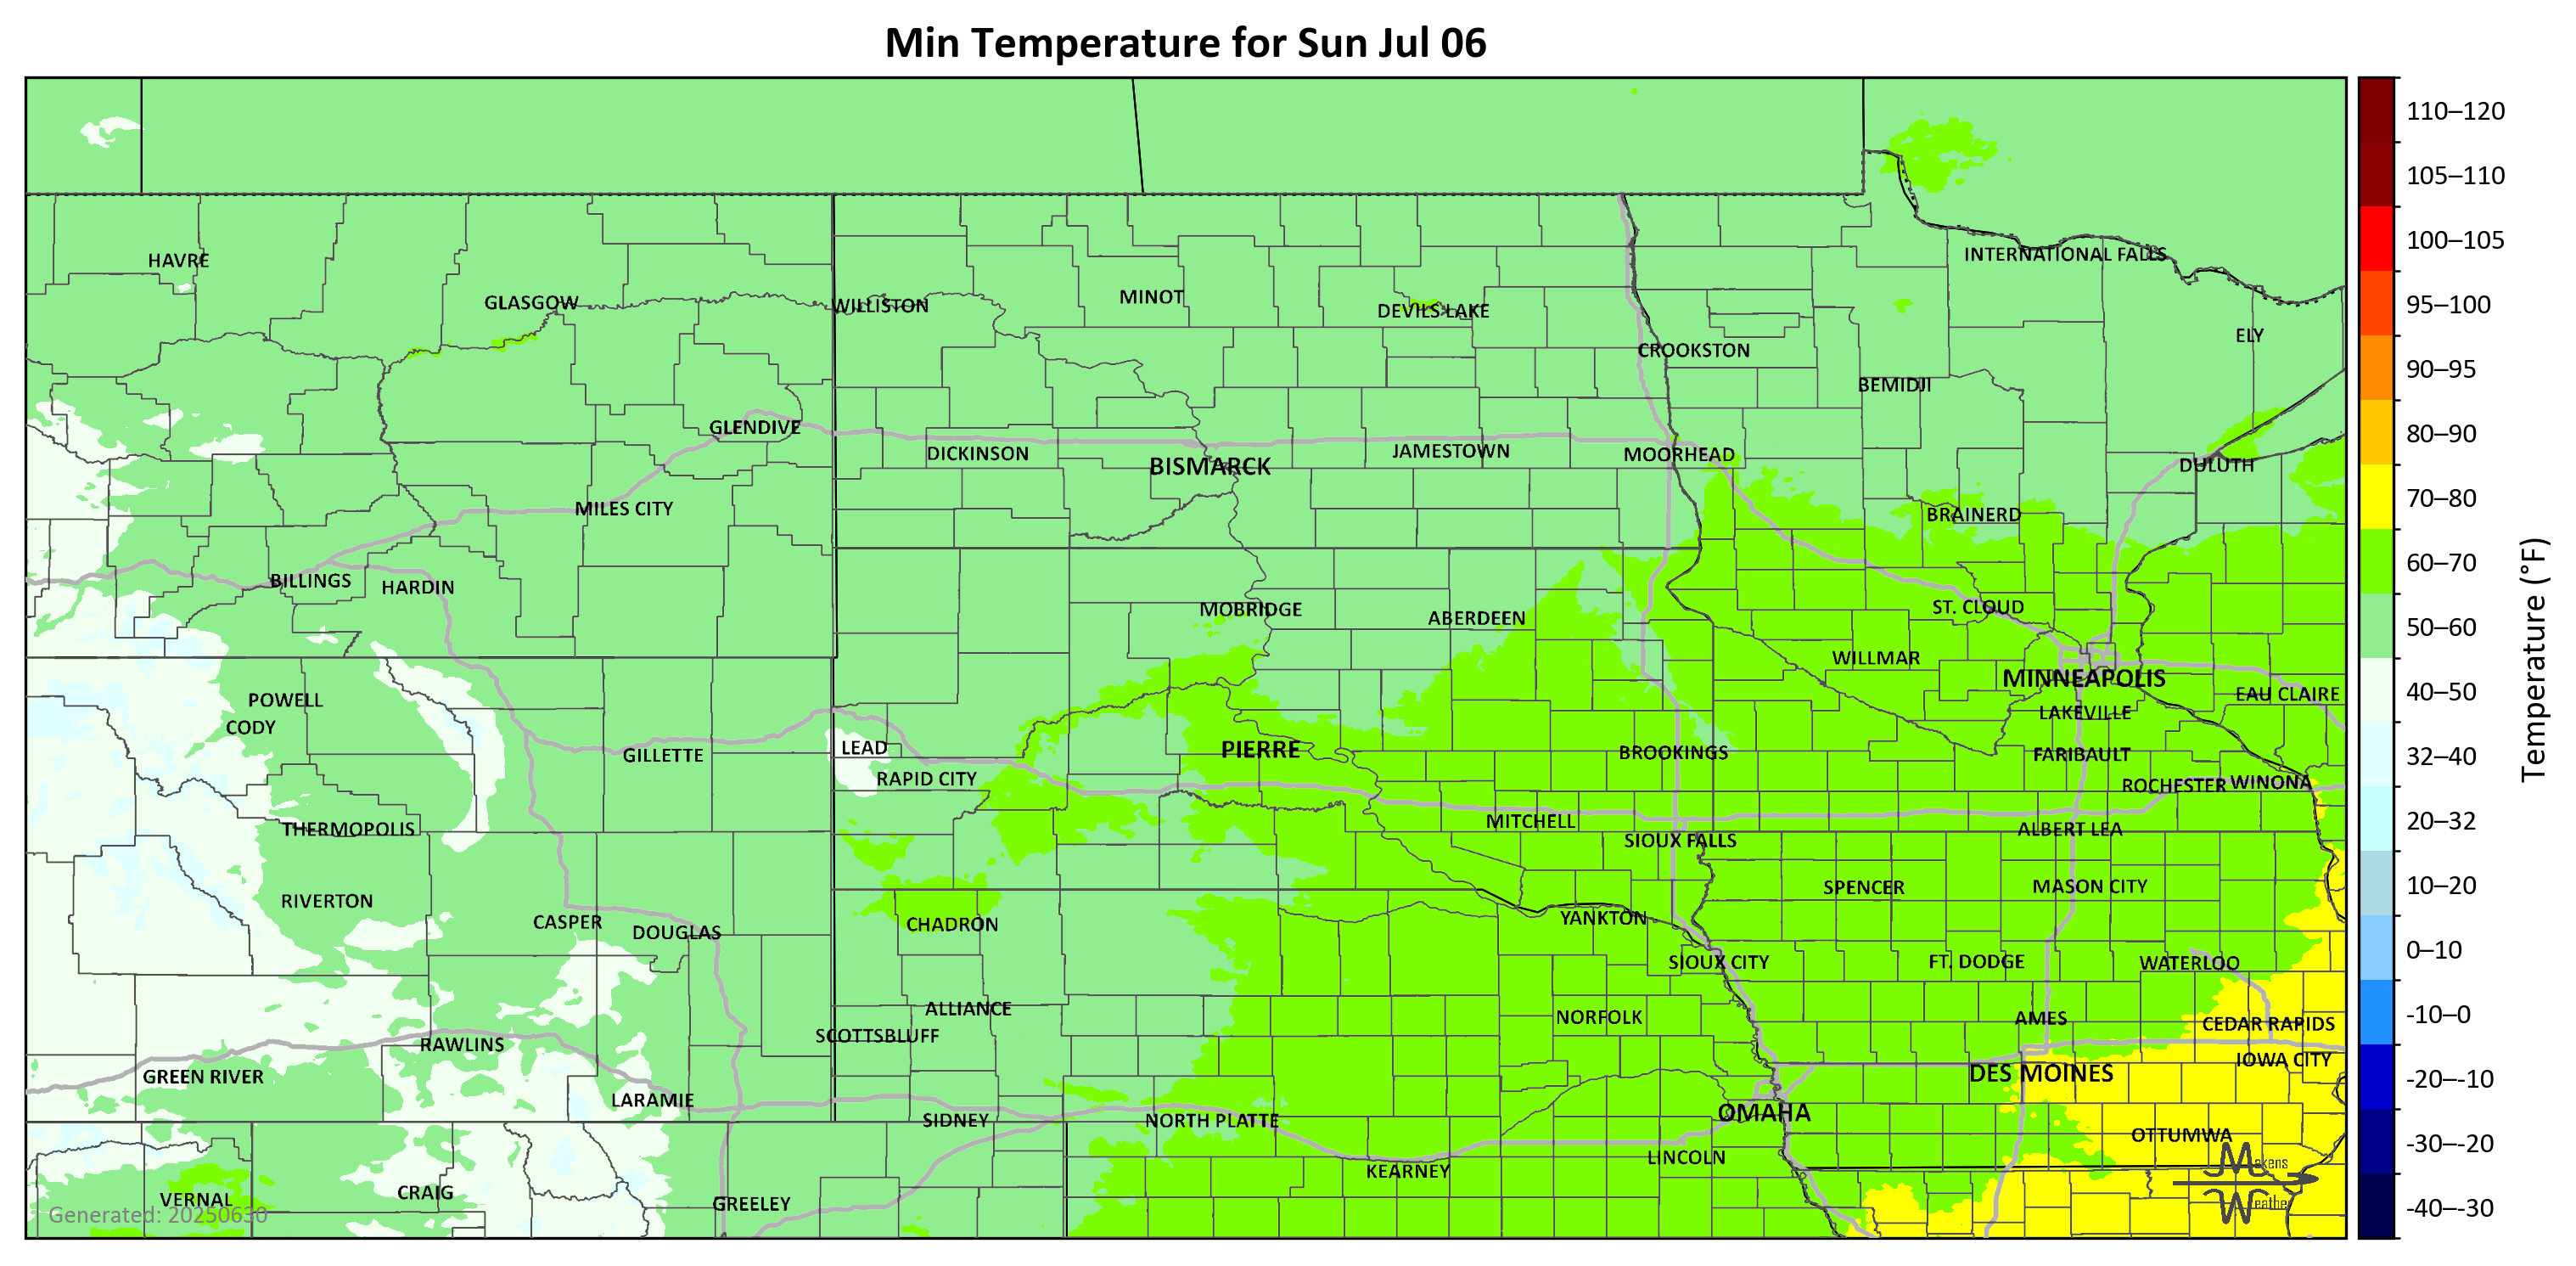 Min Temperature for Sun Jul 06
110–120
105–110
100–105
95–100
90–95
80–90
70–80
60–70
50–60
40–50
32–40
20–32
10–20
0–10
-10–0
-20–-10
-30–-20
-40–-30
Temperature (°F)
HAVRE
INTERNATIONAL FALLS
GLASGOW
WILLISTON
MINOT
DEVILS LAKE
ELY
CROOKSTON
BEMIDJI
GLENDIVE
DICKINSON
BISMARCK
JAMESTOWN
MOORHEAD
DULUTH
MILES CITY
BRAINERD
BILLINGS
HARDIN
MOBRIDGE
ABERDEEN
ST. CLOUD
WILLMAR
MINNEAPOLIS
POWELL
EAU CLAIRE
CODY
LAKEVILLE
GILLETTE
LEAD
PIERRE
BROOKINGS
FARIBAULT
RAPID CITY
ROCHESTER
WINONA
THERMOPOLIS
MITCHELL
ALBERT LEA
SIOUX FALLS
RIVERTON
SPENCER
MASON CITY
CASPER
DOUGLAS
CHADRON
YANKTON
SIOUX CITY
FT. DODGE
WATERLOO
ALLIANCE
NORFOLK
AMES
CEDAR RAPIDS
SCOTTSBLUFF
RAWLINS
IOWA CITY
GREEN RIVER
DES MOINES
LARAMIE
SIDNEY
NORTH PLATTE
OMAHA
OTTUMWA
LINCOLN
KEARNEY
VERNAL
CRAIG
GREELEY
Makens
Weather
Generated: 20250630